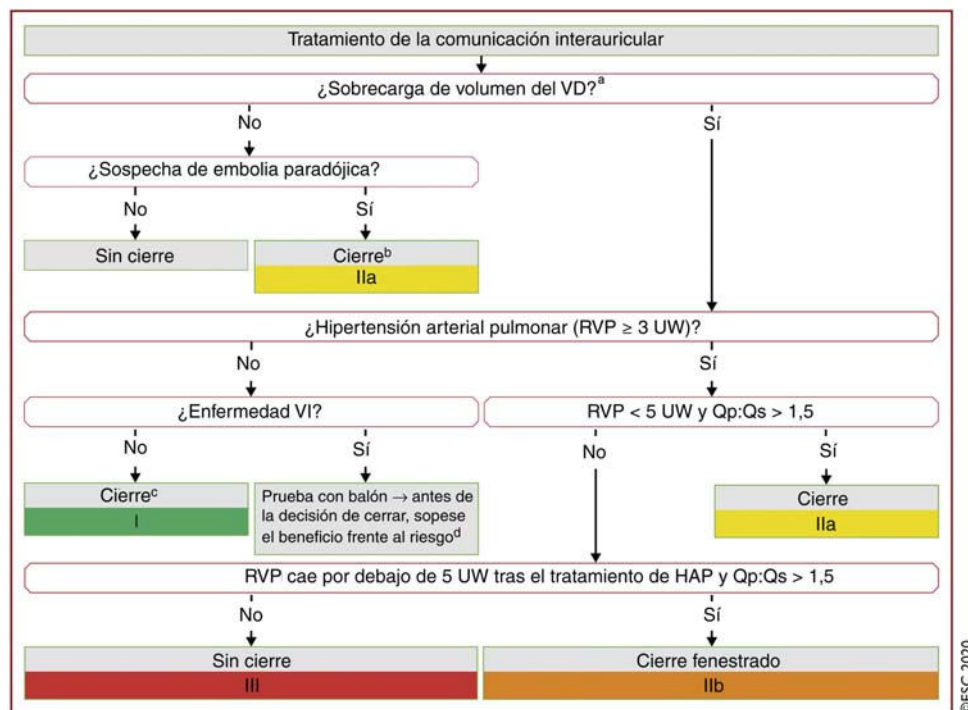 Tratamiento de la comunicación interauricular
¿Sobrecarga de volumen del VD?a
No
Sí
¿Sospecha de embolia paradójica?
No
Sí
Sin cierre
Cierreb
IIa
¿Hipertensión arterial pulmonar (RVP ≥ 3 UW)?
No
Sí
¿Enfermedad VI?
RVP < 5 UW y Qp:Qs > 1,5
No
Sí
No
Sí
Cierrec
I
Prueba con balón → antes de
la decisión de cerrar, sopese
el beneficio frente al riesgod
Cierre
IIa
RVP cae por debajo de 5 UW tras el tratamiento de HAP y Qp:Qs > 1,5
No
Sí
Sin cierre
III
Cierre fenestrado
IIb
©ESC 2020